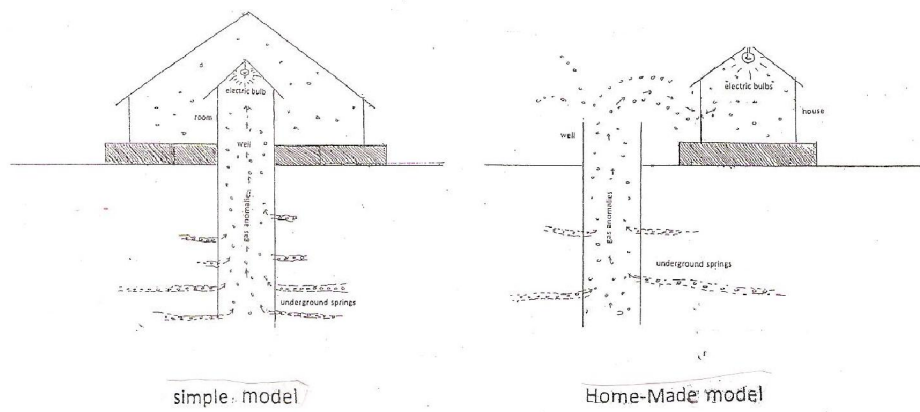 electric bulb
room
well
gas anomalies
underground springs
simple model
electric bulbs
house
well
gas anomalies
underground springs
Home-Made model